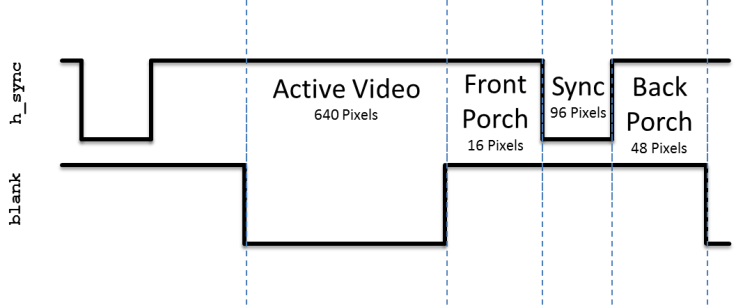 h_sync
Active Video
640 Pixels
Front
Porch
16 Pixels
Sync
96 Pixels
Back
Porch
48 Pixels
blank